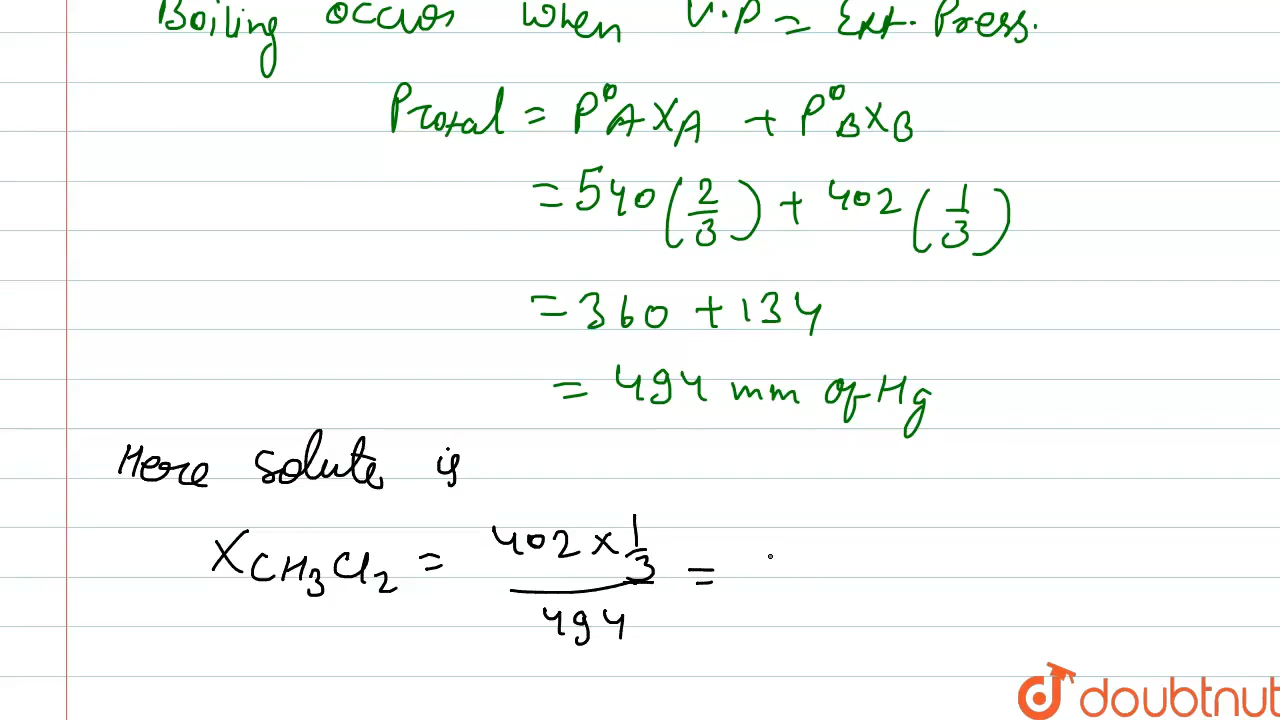 Boiling occurs when V.P = Ext. Press.
Ptotal = P°A XA + P°B XB
= 540 (2/3) + 402 (1/3)
= 360 + 134
= 494 mm of Hg
Here solute is
XCH3Cl2 = 402 × 1/3 / 494 =
doubtnut